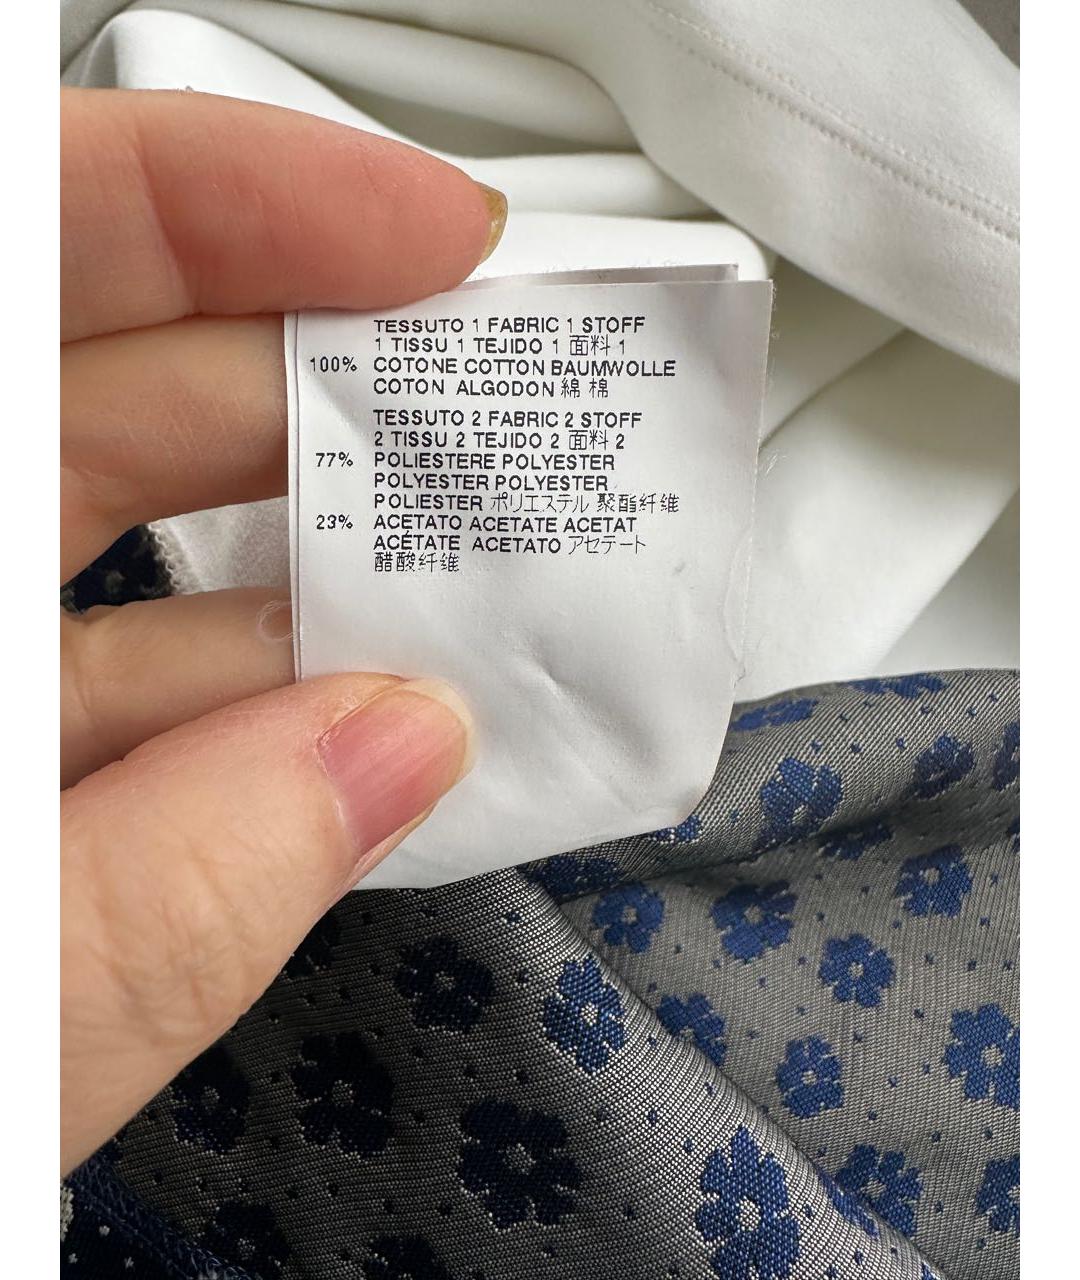 TESSUTO 1 FABRIC 1 STOFF
1 TISSU 1 TEJIDO 1 面料 1
100% COTONE COTTON BAUMWOLLE
COTON ALGODON 綿 棉
TESSUTO 2 FABRIC 2 STOFF
2 TISSU 2 TEJIDO 2 面料 2
77% POLIESTERE POLYESTER
POLYESTER POLYESTER
POLIESTER ポリエステル 聚酯纤维
23% ACETATO ACETATE ACETAT
ACÉTATE ACETATO アセテート
醋酸纤维